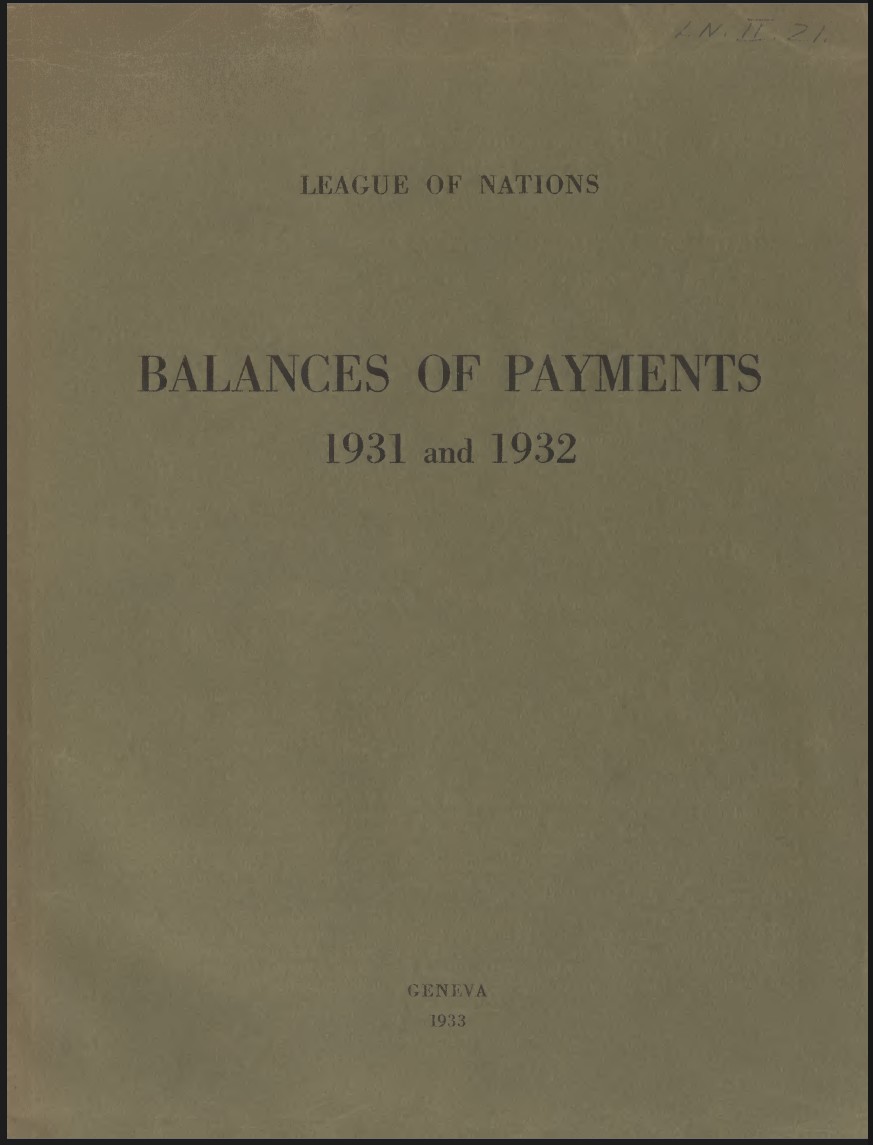 L.N. II. 21.
LEAGUE OF NATIONS
BALANCES OF PAYMENTS
1931 and 1932
GENEVA
1933